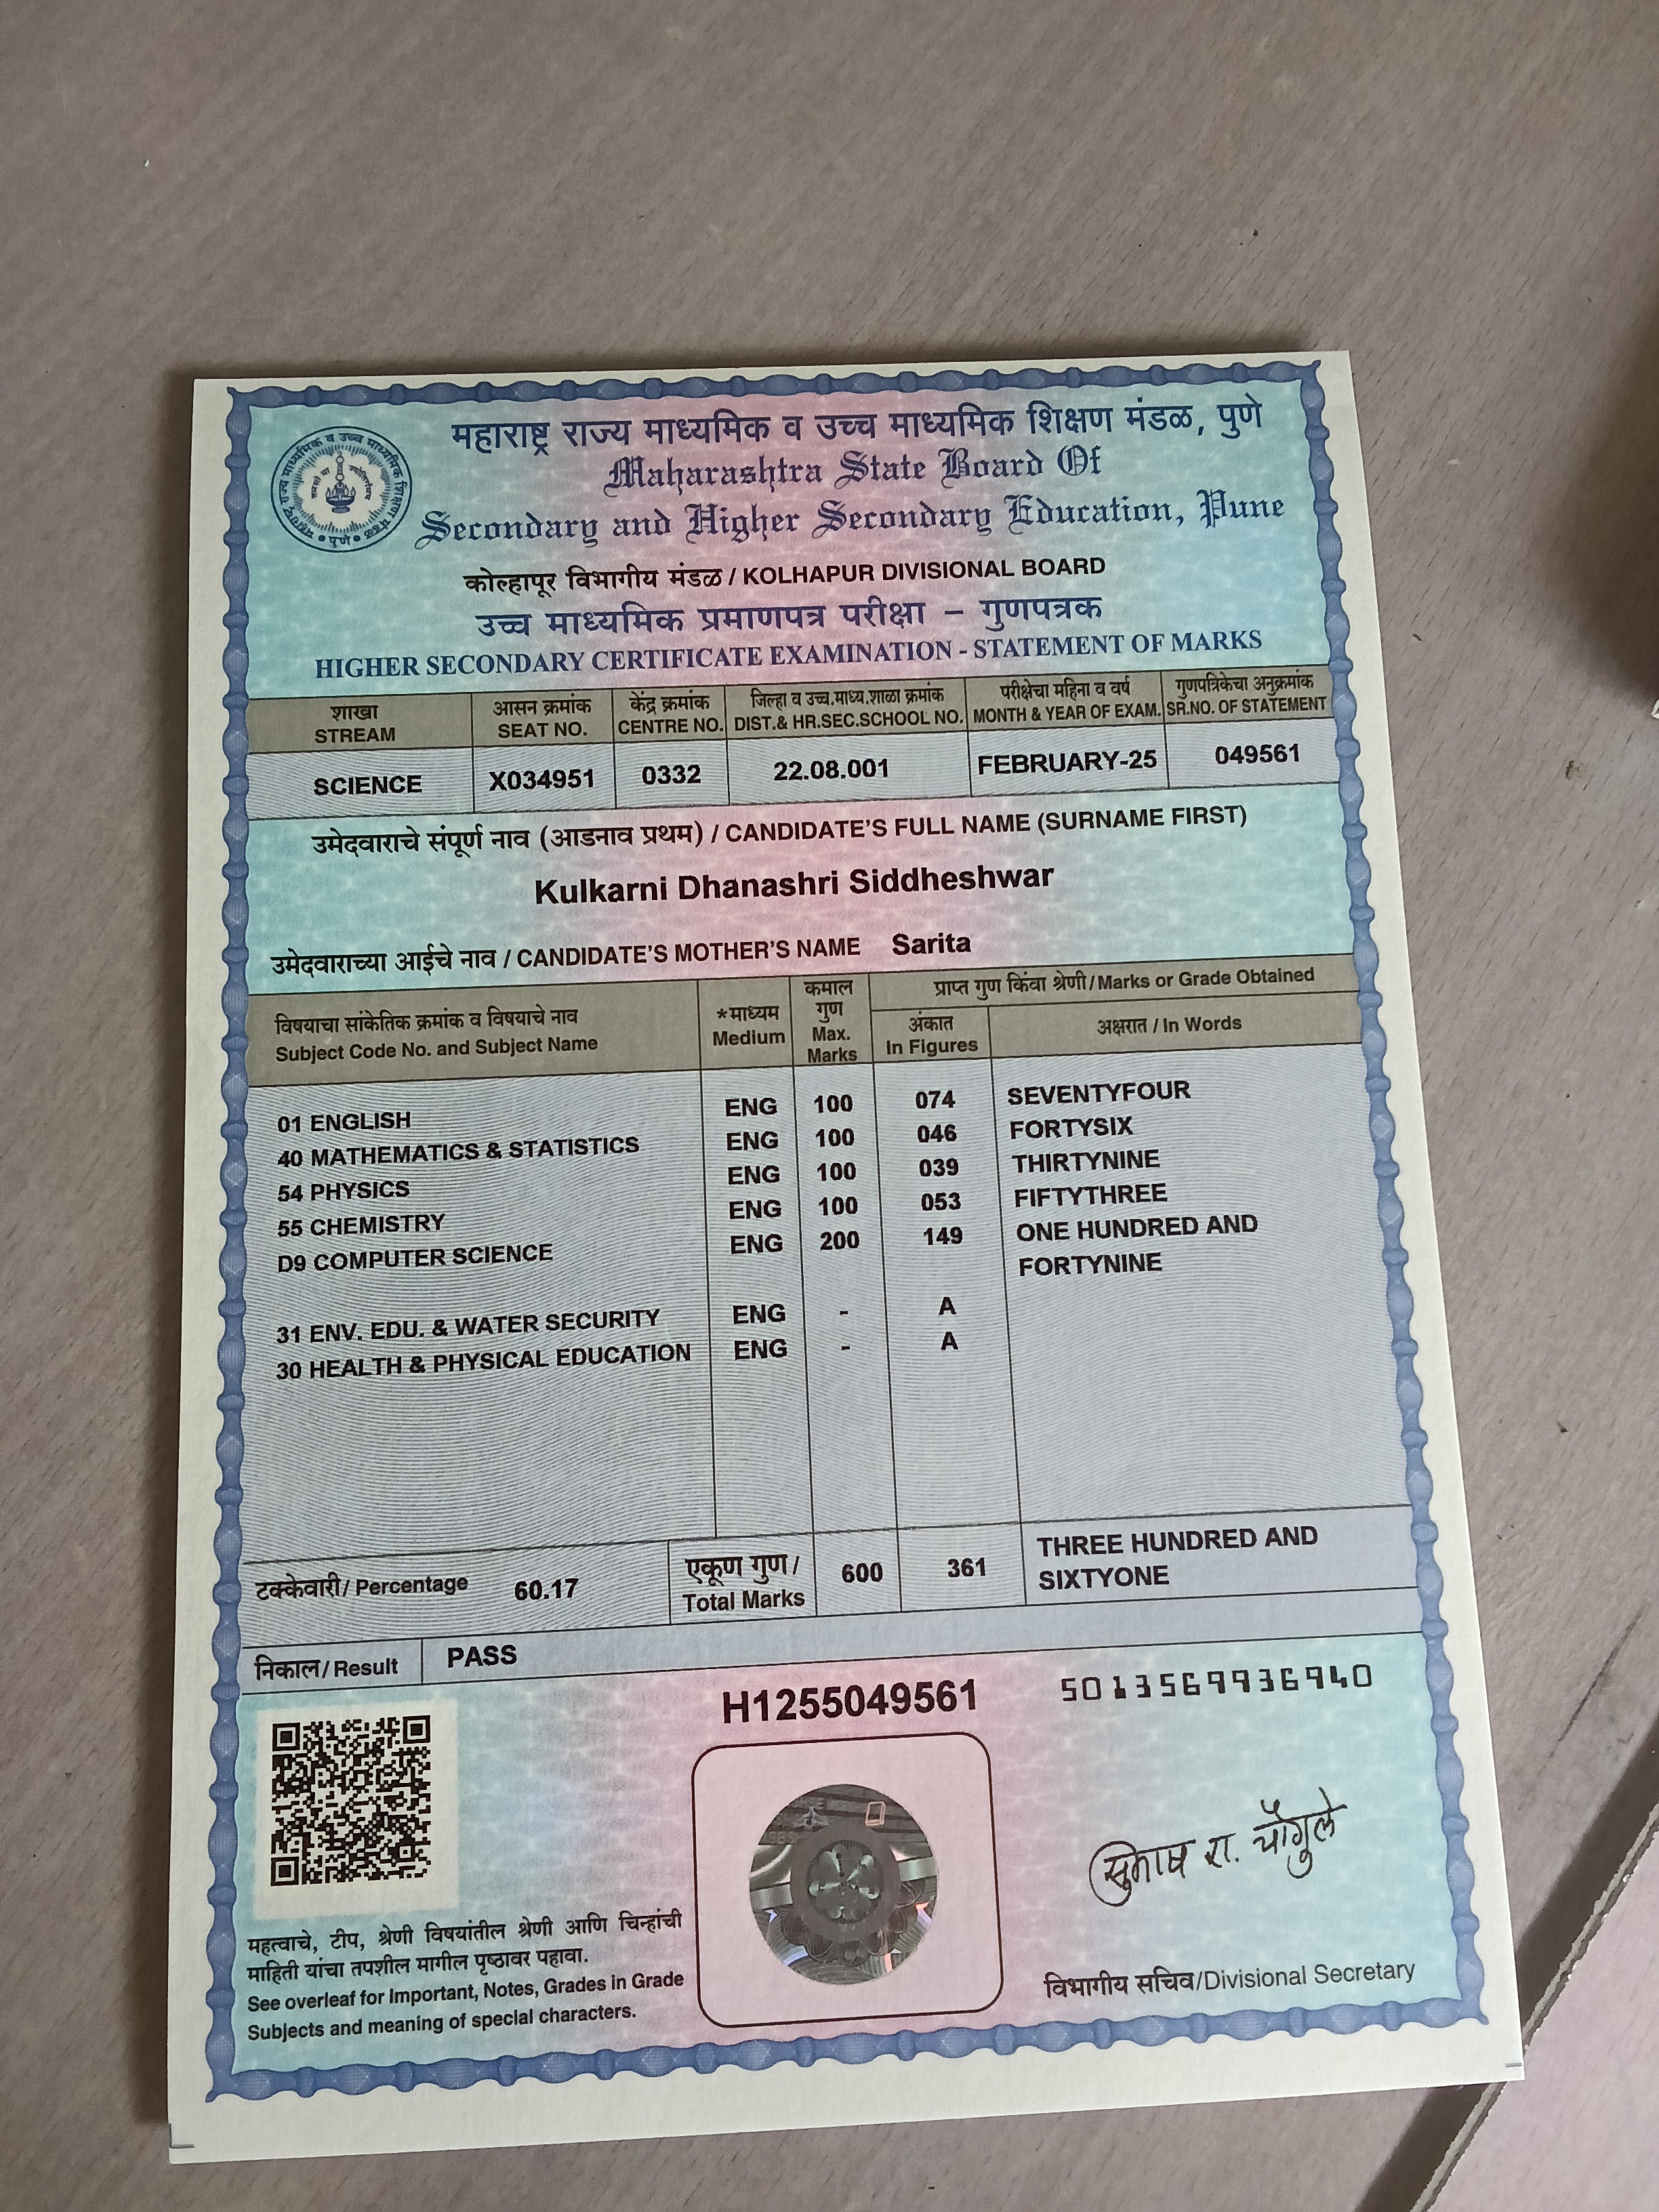 महाराष्ट्र राज्य माध्यमिक व उच्च माध्यमिक शिक्षण मंडळ, पुणे
Maharashtra State Board Of
Secondary and Higher Secondary Education, Pune
कोल्हापूर विभागीय मंडळ / KOLHAPUR DIVISIONAL BOARD
उच्च माध्यमिक प्रमाणपत्र परीक्षा – गुणपत्रक
HIGHER SECONDARY CERTIFICATE EXAMINATION - STATEMENT OF MARKS
शाखा आसन क्रमांक केंद्र क्रमांक जिल्हा व उच्च.माध्य.शाळा क्रमांक परीक्षेचा महिना व वर्ष गुणपत्रिकेचा अनुक्रमांक
STREAM SEAT NO. CENTRE NO. DIST.& HR.SEC.SCHOOL NO. MONTH & YEAR OF EXAM. SR.NO. OF STATEMENT
SCIENCE X034951 0332 22.08.001 FEBRUARY-25 049561
उमेदवाराचे संपूर्ण नाव (आडनाव प्रथम) / CANDIDATE'S FULL NAME (SURNAME FIRST)
Kulkarni Dhanashri Siddheshwar
उमेदवाराच्या आईचे नाव / CANDIDATE'S MOTHER'S NAME Sarita
विषयाचा सांकेतिक क्रमांक व विषयाचे नाव
Subject Code No. and Subject Name
*माध्यम
Medium
कमाल
गुण
Max.
Marks
प्राप्त गुण किंवा श्रेणी/Marks or Grade Obtained
अंकात
In Figures
अक्षरात / In Words
01 ENGLISH ENG 100 074 SEVENTYFOUR
40 MATHEMATICS & STATISTICS ENG 100 046 FORTYSIX
54 PHYSICS ENG 100 039 THIRTYNINE
55 CHEMISTRY ENG 100 053 FIFTYTHREE
D9 COMPUTER SCIENCE ENG 200 149 ONE HUNDRED AND
FORTYNINE
31 ENV. EDU. & WATER SECURITY ENG - A
30 HEALTH & PHYSICAL EDUCATION ENG - A
टक्केवारी/ Percentage 60.17
एकूण गुण /
Total Marks
600 361
THREE HUNDRED AND
SIXTYONE
निकाल/ Result PASS
H1255049561
5013569936940
सुभाष रा. चौगुले
विभागीय सचिव/Divisional Secretary
महत्वाचे, टीप, श्रेणी विषयांतील श्रेणी आणि चिन्हांची
माहिती यांचा तपशील मागील पृष्ठावर पहावा.
See overleaf for Important, Notes, Grades in Grade
Subjects and meaning of special characters.